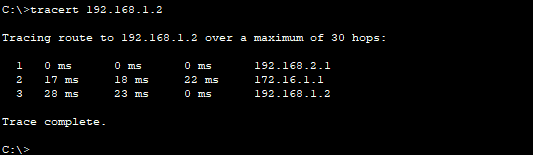 C:\>tracert 192.168.1.2
Tracing route to 192.168.1.2 over a maximum of 30 hops:
1 0 ms 0 ms 0 ms 192.168.2.1
2 17 ms 18 ms 22 ms 172.16.1.1
3 28 ms 23 ms 0 ms 192.168.1.2
Trace complete.
C:\>